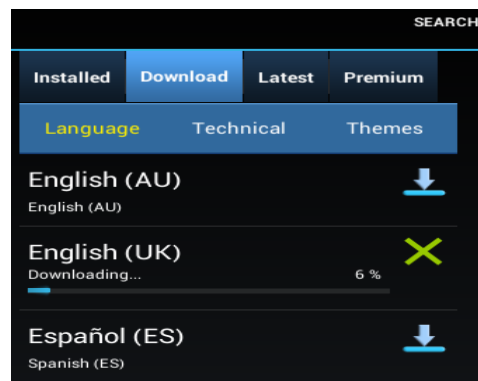 SEARCH
Installed Download Latest Premium
Language Technical Themes
English (AU)
English (AU)
English (UK)
Downloading... 6 %
Español (ES)
Spanish (ES)